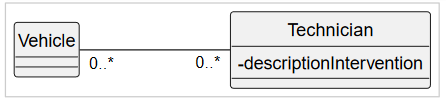 Vehicle
0..*
0..*
Technician
-descriptionIntervention